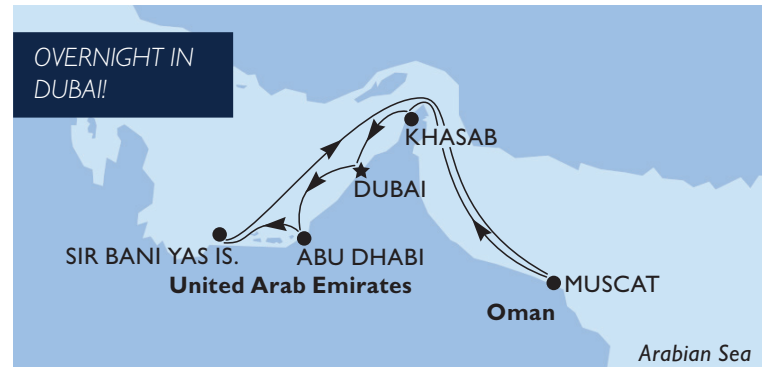 OVERNIGHT IN
DUBAI!
KHASAB
DUBAI
SIR BANI YAS IS.
ABU DHABI
United Arab Emirates
MUSCAT
Oman
Arabian Sea